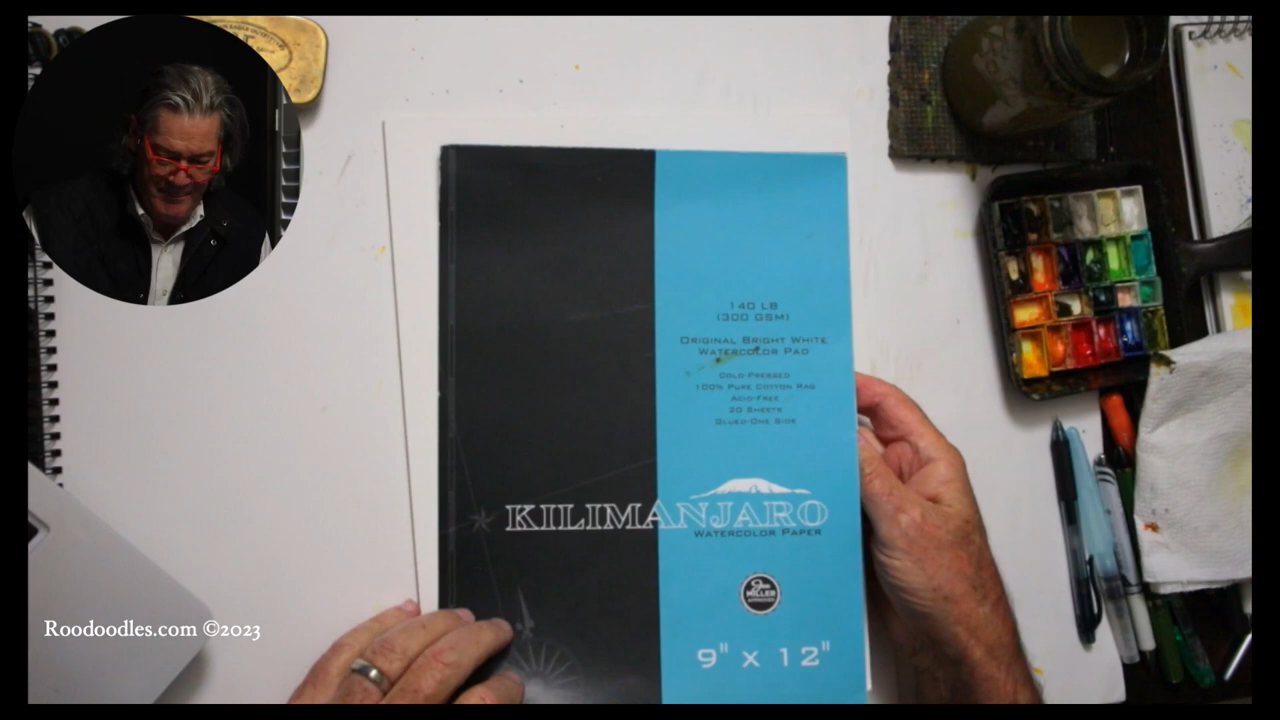 140 LB
(300 GSM)
Original Bright White
Watercolor Pad
Cold-Pressed
100% Pure Cotton Rag
Acid-Free
20 Sheets
Glued-One Side
KILIMANJARO
Watercolor Paper
MILLER
9" x 12"
Roodoodles.com ©2023